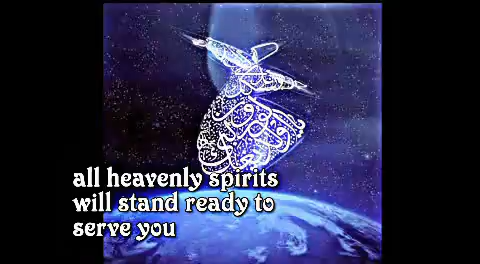 all heavenly spirits
will stand ready to
serve you